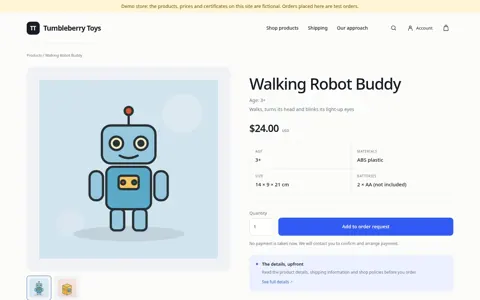 Demo store: the products, prices and certificates on this site are fictional. Orders placed here are test orders.
TT Tumbleberry Toys
Shop products Shipping Our approach Account
Products / Walking Robot Buddy
Walking Robot Buddy
Age: 3+
Walks, turns its head and blinks its light-up eyes
$24.00 USD
AGE MATERIALS
3+ ABS plastic
SIZE BATTERIES
14 × 9 × 21 cm 2 × AA (not included)
Quantity
1 Add to order request
No payment is taken now. We will contact you to confirm and arrange payment.
The details, upfront
Read the product details, shipping information and shop policies before you order.
See full details